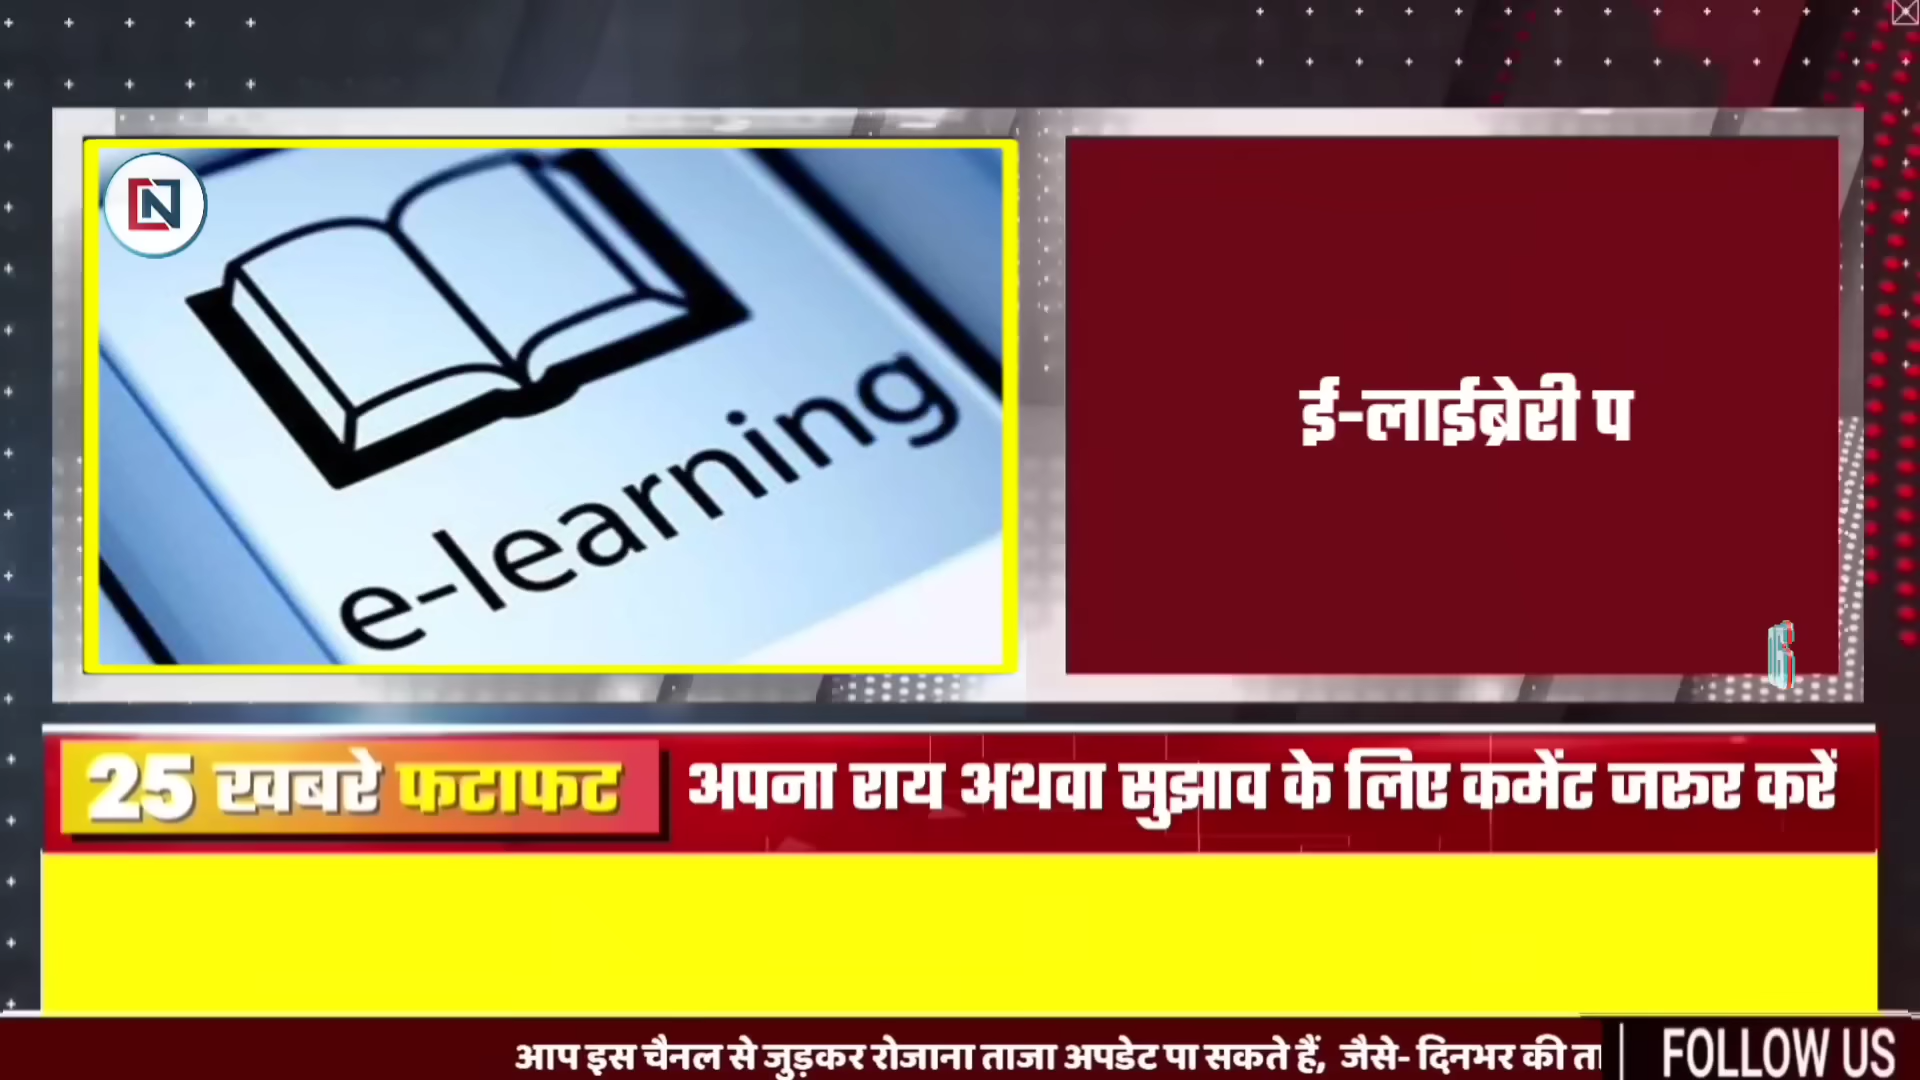 e-learning
ई-लाईब्रेरी प
25 खबरे फटाफट
अपना राय अथवा सुझाव के लिए कमेंट जरुर करें
आप इस चैनल से जुड़कर रोजाना ताजा अपडेट पा सकते हैं, जैसे- दिनभर की ता
FOLLOW US